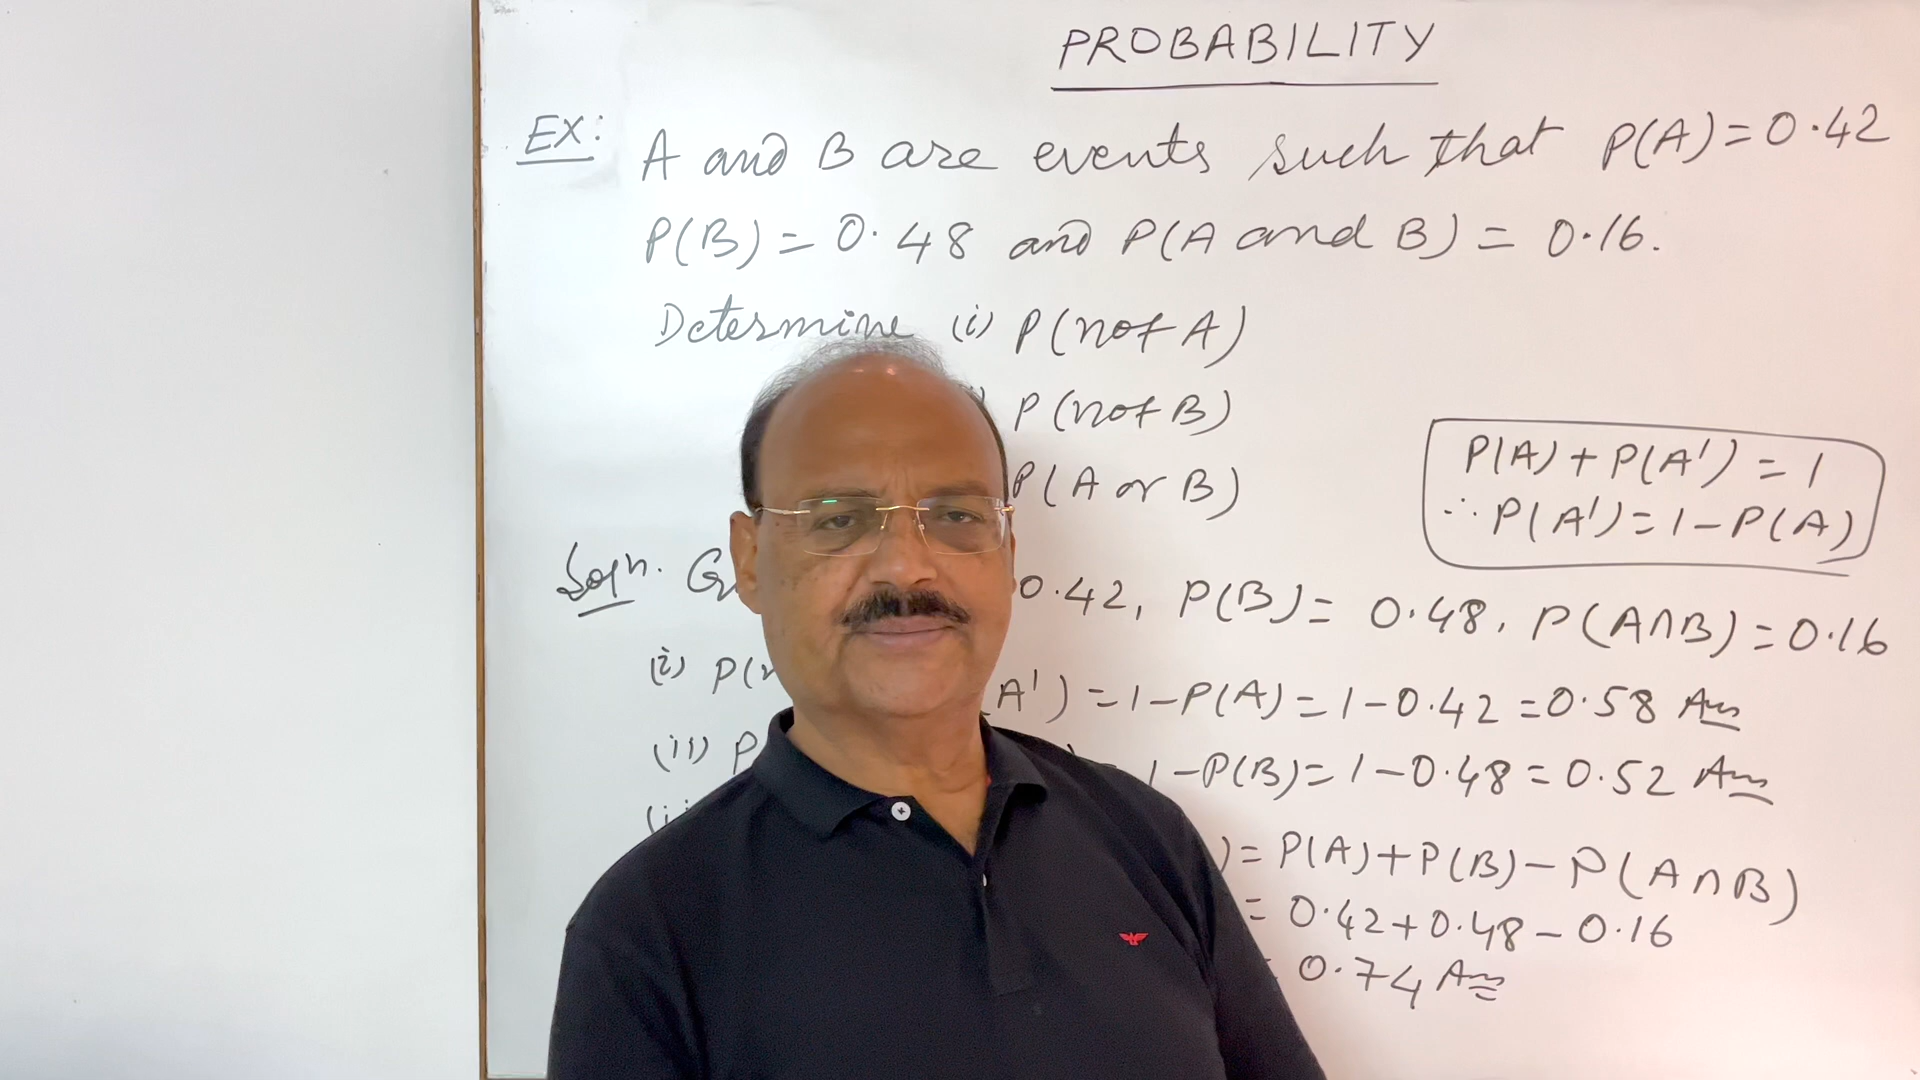 PROBABILITY
EX: A and B are events such that P(A)=0.42
P(B)=0.48 and P(A and B)=0.16.
Determine (i) P(not A)
P(not B)
P(A or B)
P(A)+P(A')=1
∴P(A')=1-P(A)
Soln. 0.42, P(B)=0.48, P(A∩B)=0.16
(i) P( A')=1-P(A)=1-0.42=0.58 Ans
(ii) P 1-P(B)=1-0.48=0.52 Ans
)=P(A)+P(B)-P(A∩B)
=0.42+0.48-0.16
0.74 Ans